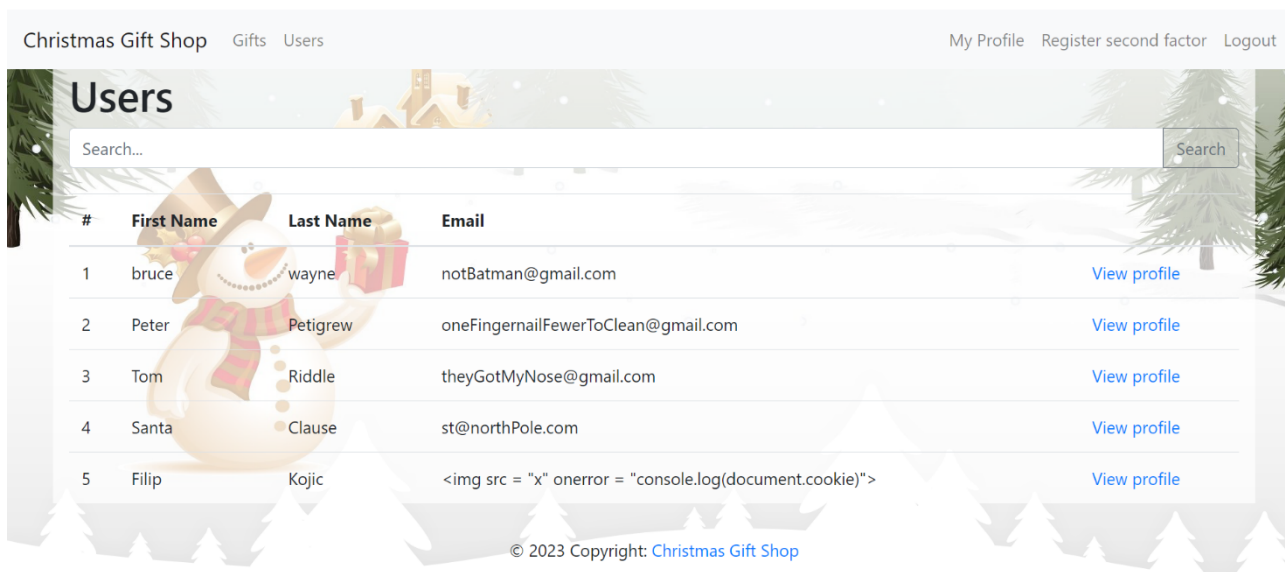 Christmas Gift Shop Gifts Users My Profile Register second factor Logout
Users
Search... Search
# First Name Last Name Email
1 bruce wayne notBatman@gmail.com View profile
2 Peter Petigrew oneFingernailFewerToClean@gmail.com View profile
3 Tom Riddle theyGotMyNose@gmail.com View profile
4 Santa Clause st@northPole.com View profile
5 Filip Kojic <img src = "x" onerror = "console.log(document.cookie)"> View profile
© 2023 Copyright: Christmas Gift Shop